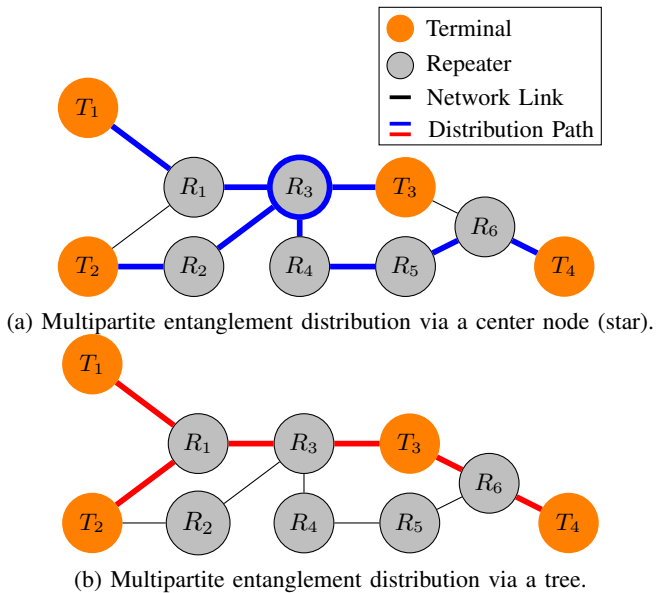 Terminal
Repeater
Network Link
Distribution Path
T1
R1 R3 T3
R6
T2 R2 R4 R5 T4
(a) Multipartite entanglement distribution via a center node (star).
T1
R1 R3 T3
R6
T2 R2 R4 R5 T4
(b) Multipartite entanglement distribution via a tree.